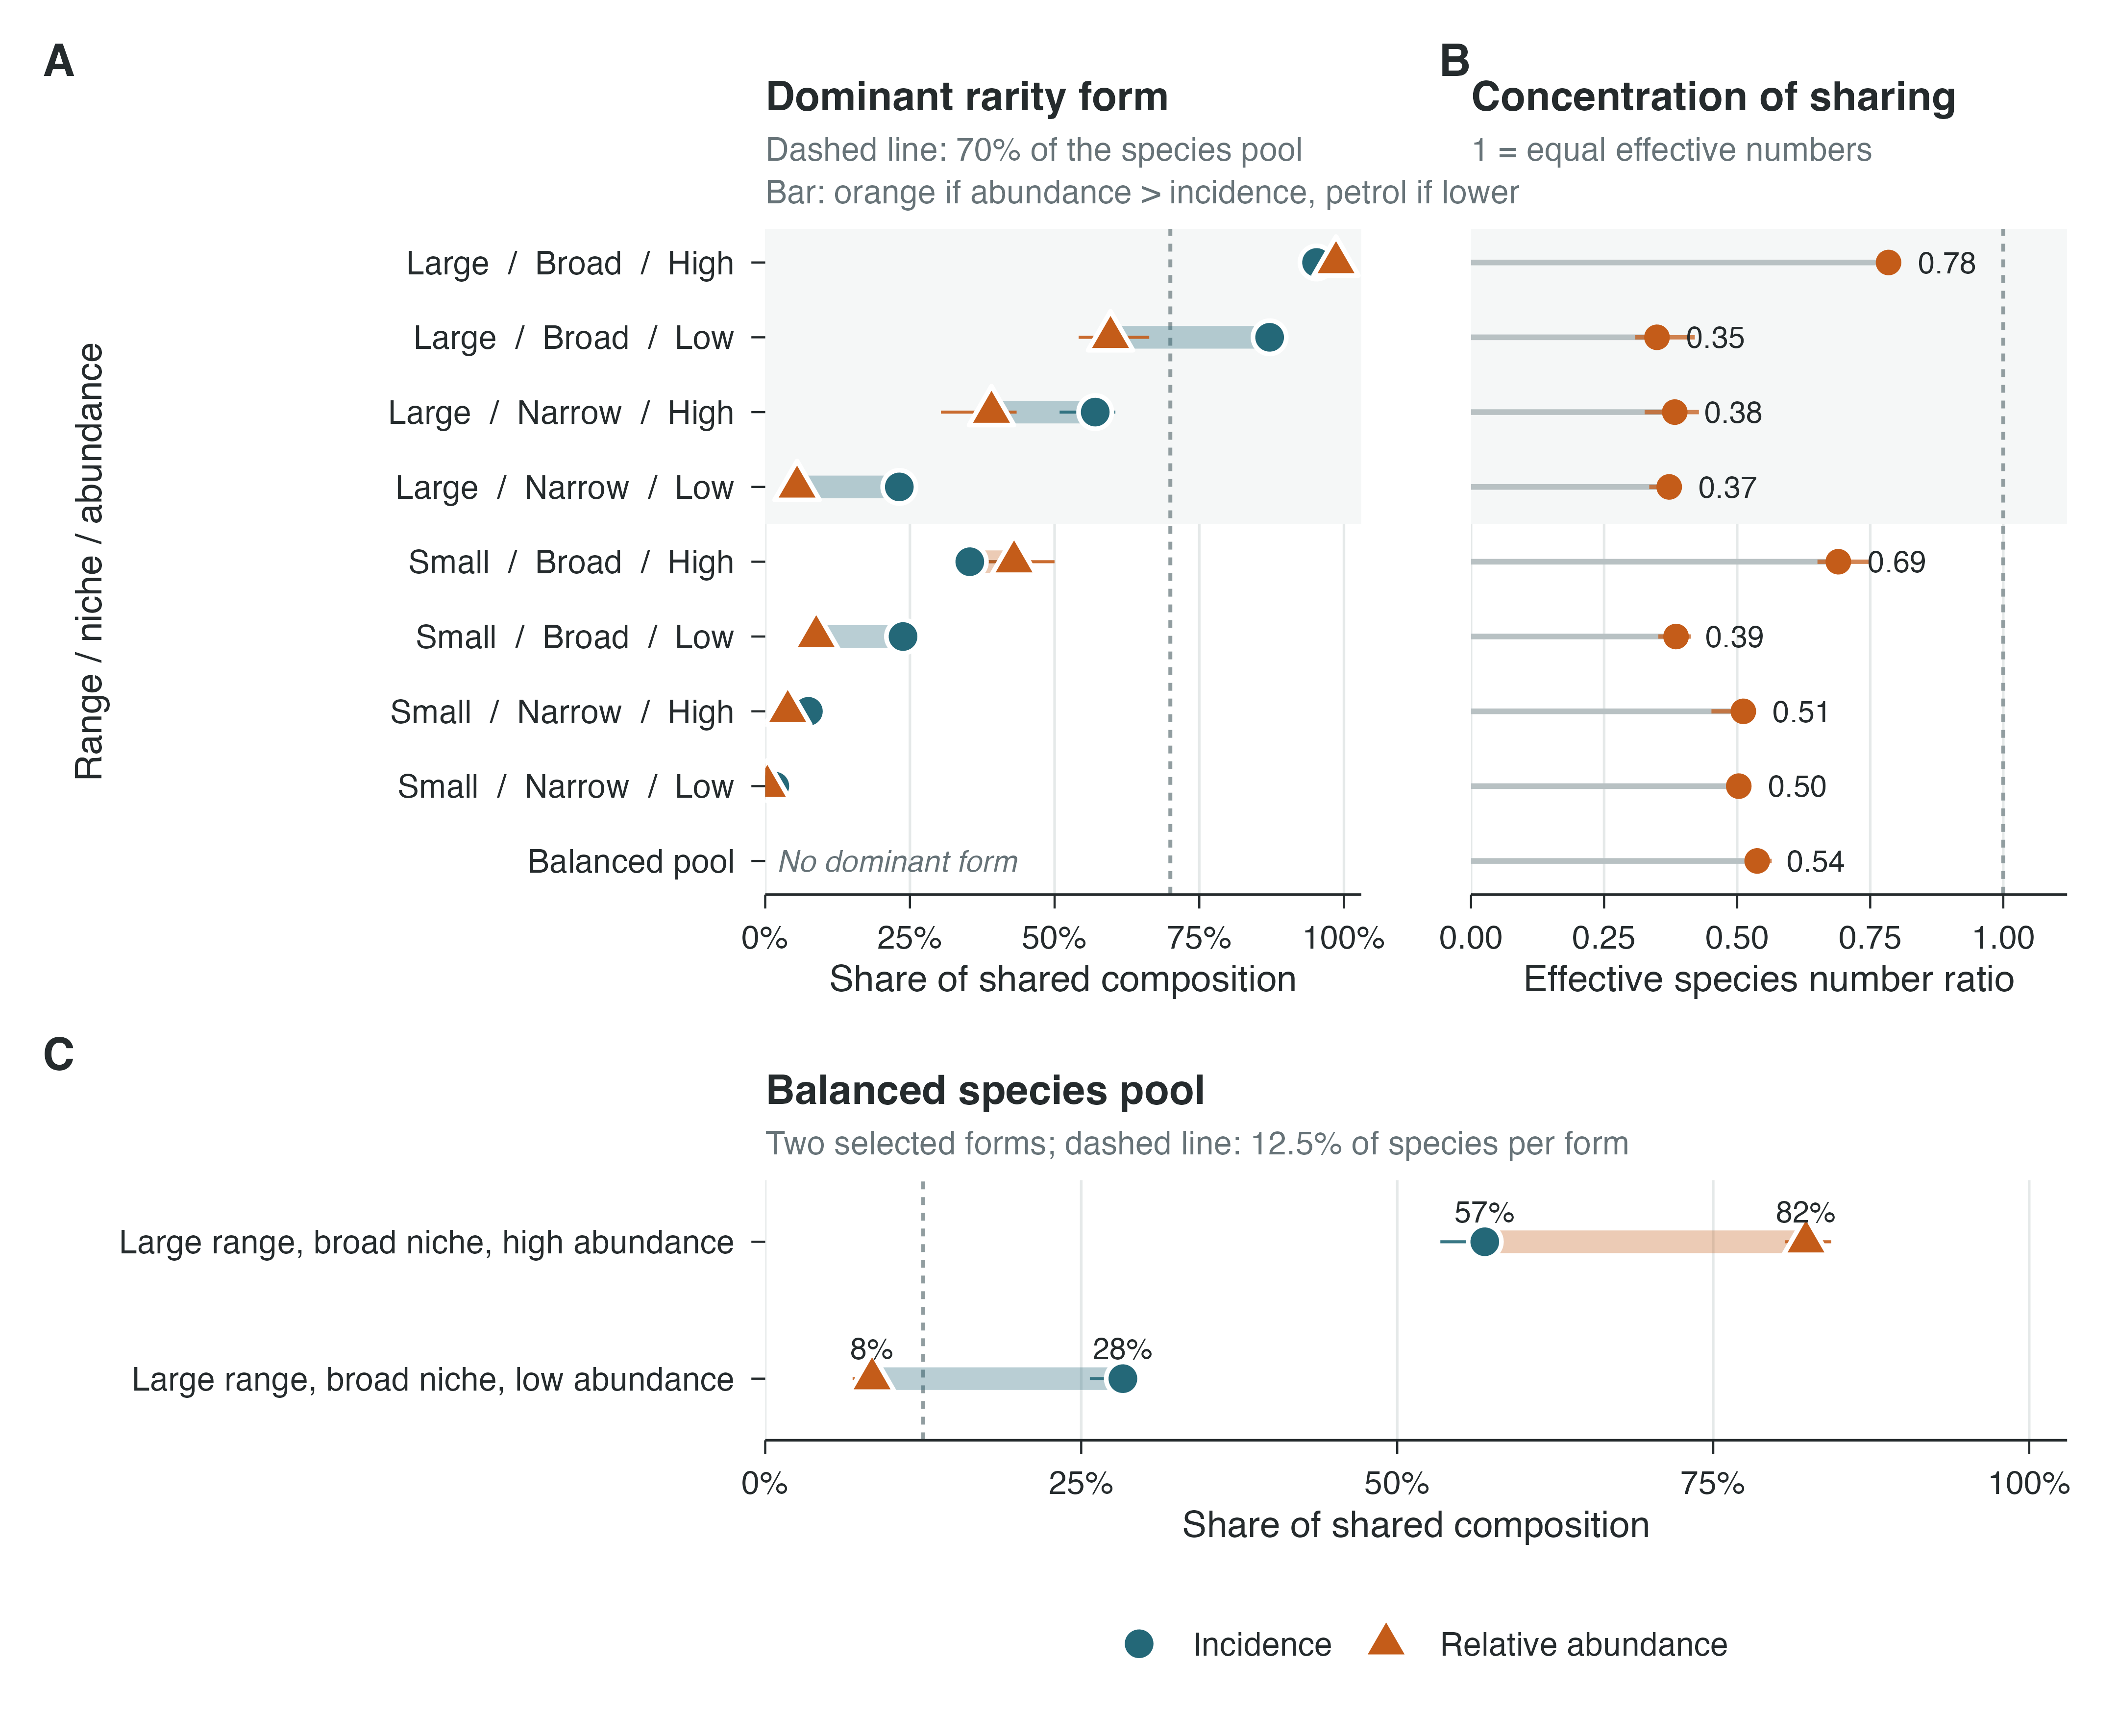 A
Dominant rarity form
Dashed line: 70% of the species pool
Bar: orange if abundance > incidence, petrol if lower
Range / niche / abundance
Large / Broad / High
Large / Broad / Low
Large / Narrow / High
Large / Narrow / Low
Small / Broad / High
Small / Broad / Low
Small / Narrow / High
Small / Narrow / Low
Balanced pool
No dominant form
0% 25% 50% 75% 100%
Share of shared composition
B
Concentration of sharing
1 = equal effective numbers
0.78
0.35
0.38
0.37
0.69
0.39
0.51
0.50
0.54
0.00 0.25 0.50 0.75 1.00
Effective species number ratio
C
Balanced species pool
Two selected forms; dashed line: 12.5% of species per form
57% 82%
Large range, broad niche, high abundance
8% 28%
Large range, broad niche, low abundance
0% 25% 50% 75% 100%
Share of shared composition
Incidence Relative abundance